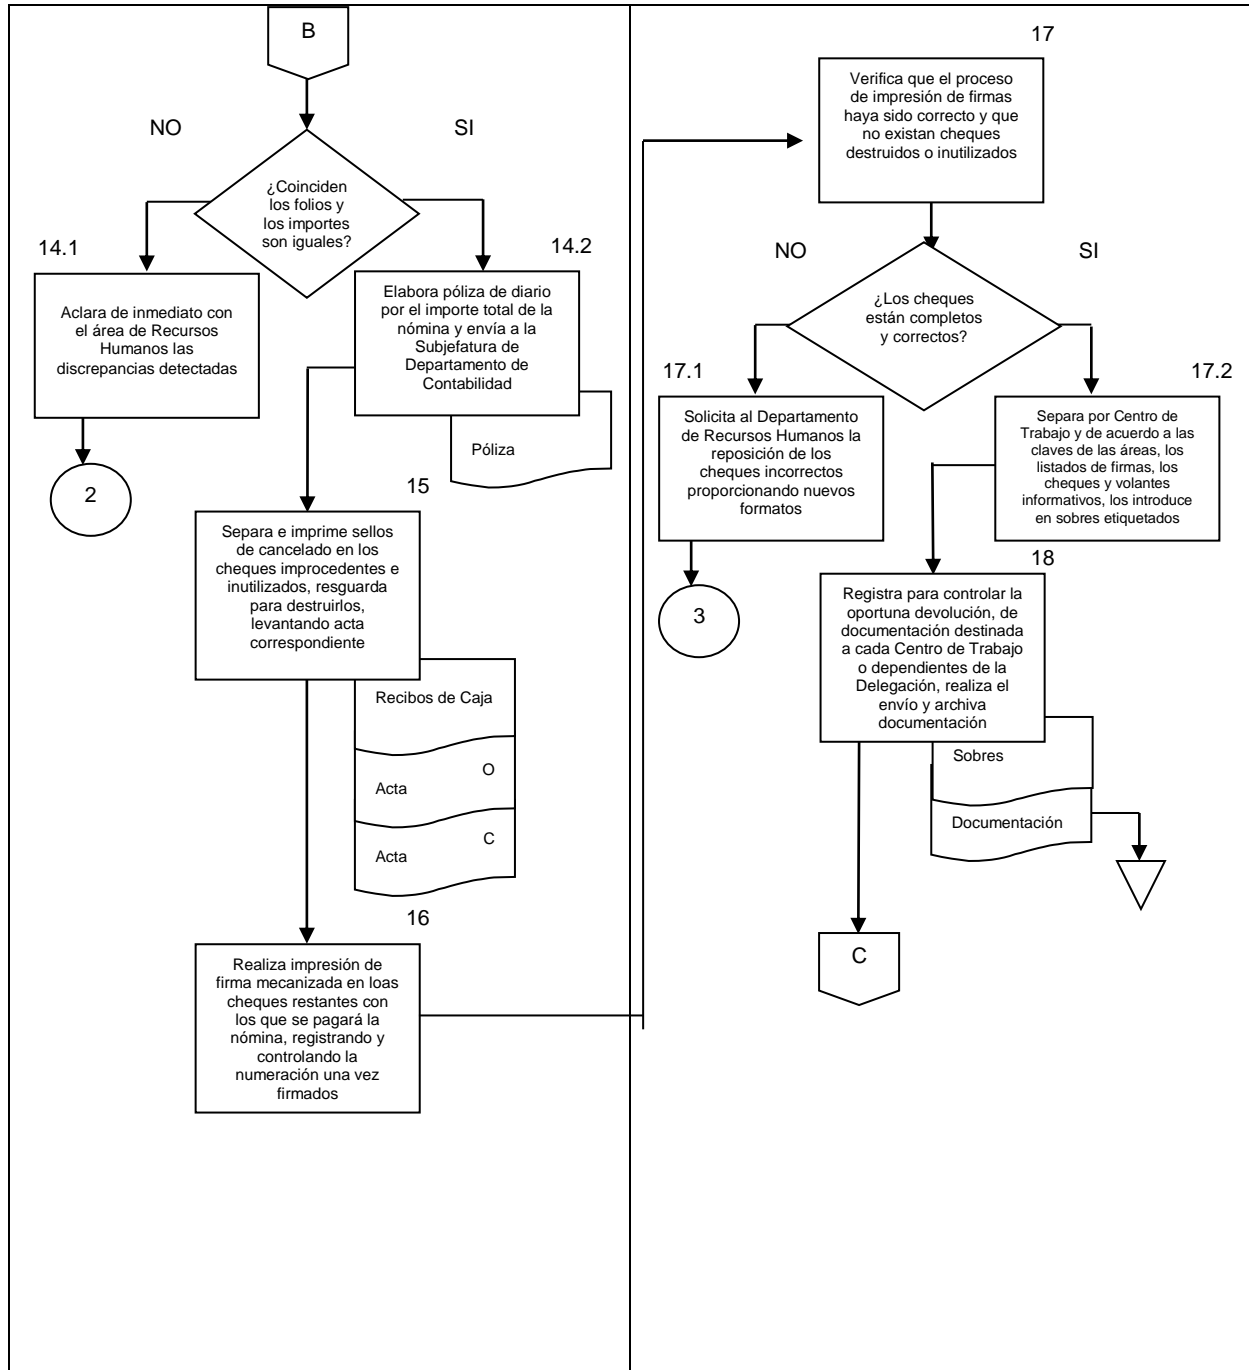 B
NO
SI
¿Coinciden
los folios y
los importes
son iguales?
14.1
Aclara de inmediato con
el área de Recursos
Humanos las
discrepancias detectadas
2
14.2
Elabora póliza de diario
por el importe total de la
nómina y envía a la
Subjefatura de
Departamento de
Contabilidad
Póliza
15
Separa e imprime sellos
de cancelado en los
cheques improcedentes e
inutilizados, resguarda
para destruirlos,
levantando acta
correspondiente
Recibos de Caja
O
Acta
C
Acta
16
Realiza impresión de
firma mecanizada en loas
cheques restantes con
los que se pagará la
nómina, registrando y
controlando la
numeración una vez
firmados
17
Verifica que el proceso
de impresión de firmas
haya sido correcto y que
no existan cheques
destruidos o inutilizados
NO
SI
¿Los cheques
están completos
y correctos?
17.1
Solicita al Departamento
de Recursos Humanos la
reposición de los
cheques incorrectos
proporcionando nuevos
formatos
3
17.2
Separa por Centro de
Trabajo y de acuerdo a las
claves de las áreas, los
listados de firmas, los
cheques y volantes
informativos, los introduce
en sobres etiquetados
18
Registra para controlar la
oportuna devolución, de
documentación destinada
a cada Centro de Trabajo
o dependientes de la
Delegación, realiza el
envío y archiva
documentación
Sobres
Documentación
C